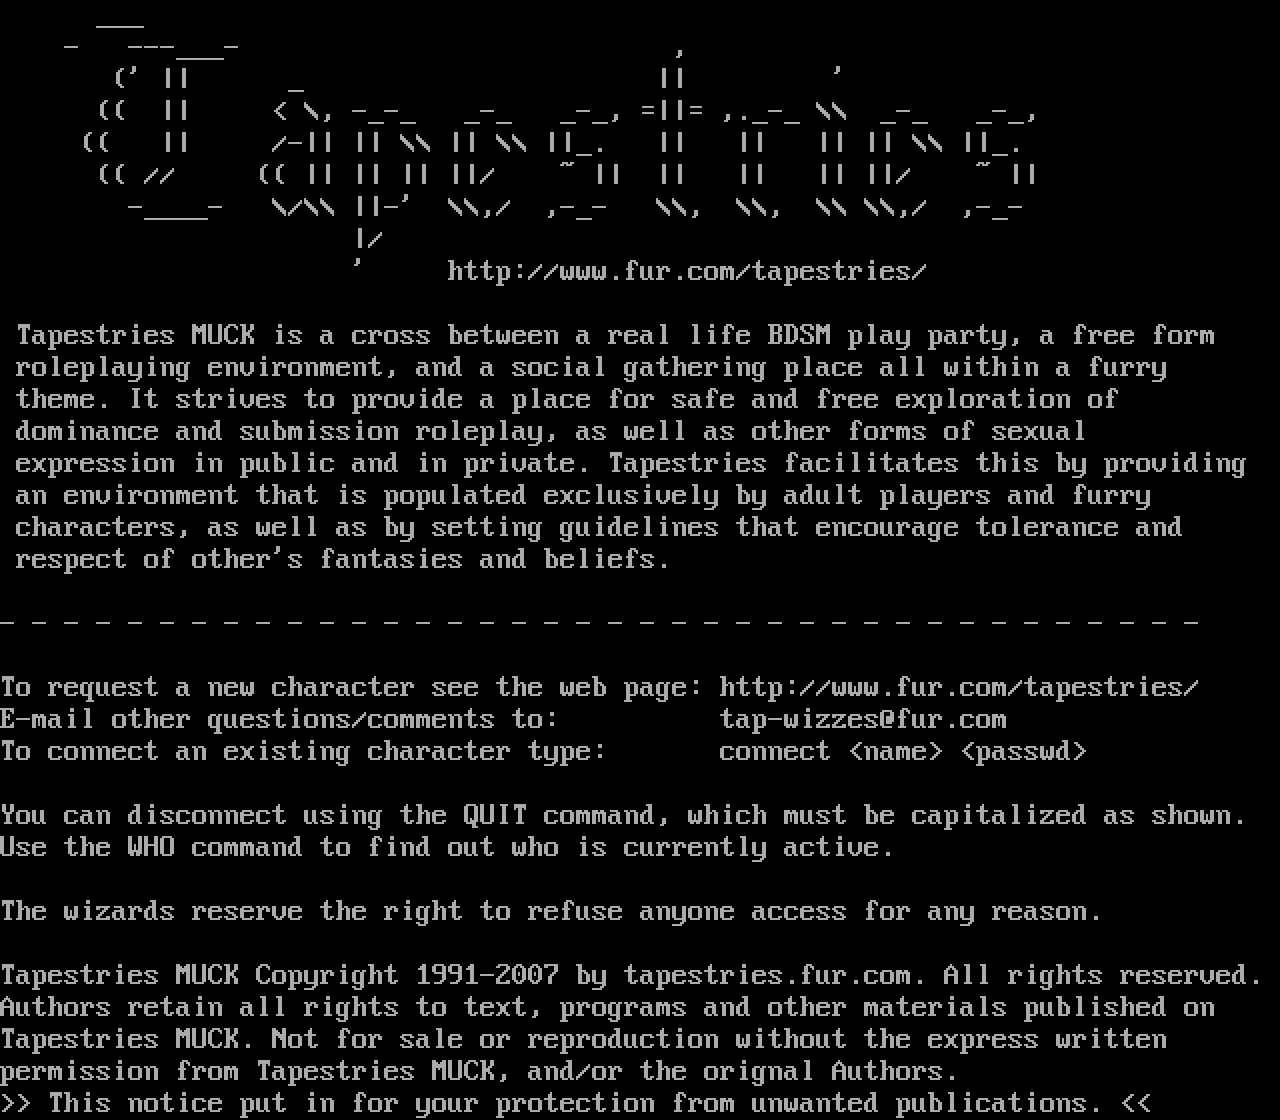 Tapestries
http://www.fur.com/tapestries/
Tapestries MUCK is a cross between a real life BDSM play party, a free form
roleplaying environment, and a social gathering place all within a furry
theme. It strives to provide a place for safe and free exploration of
dominance and submission roleplay, as well as other forms of sexual
expression in public and in private. Tapestries facilitates this by providing
an environment that is populated exclusively by adult players and furry
characters, as well as by setting guidelines that encourage tolerance and
respect of other's fantasies and beliefs.
- - - - - - - - - - - - - - - - - - - - - - - - - - - - - - - - - - - - - -
To request a new character see the web page: http://www.fur.com/tapestries/
E-mail other questions/comments to: tap-wizzes@fur.com
To connect an existing character type: connect <name> <passwd>
You can disconnect using the QUIT command, which must be capitalized as shown.
Use the WHO command to find out who is currently active.
The wizards reserve the right to refuse anyone access for any reason.
Tapestries MUCK Copyright 1991-2007 by tapestries.fur.com. All rights reserved.
Authors retain all rights to text, programs and other materials published on
Tapestries MUCK. Not for sale or reproduction without the express written
permission from Tapestries MUCK, and/or the orignal Authors.
>> This notice put in for your protection from unwanted publications. <<